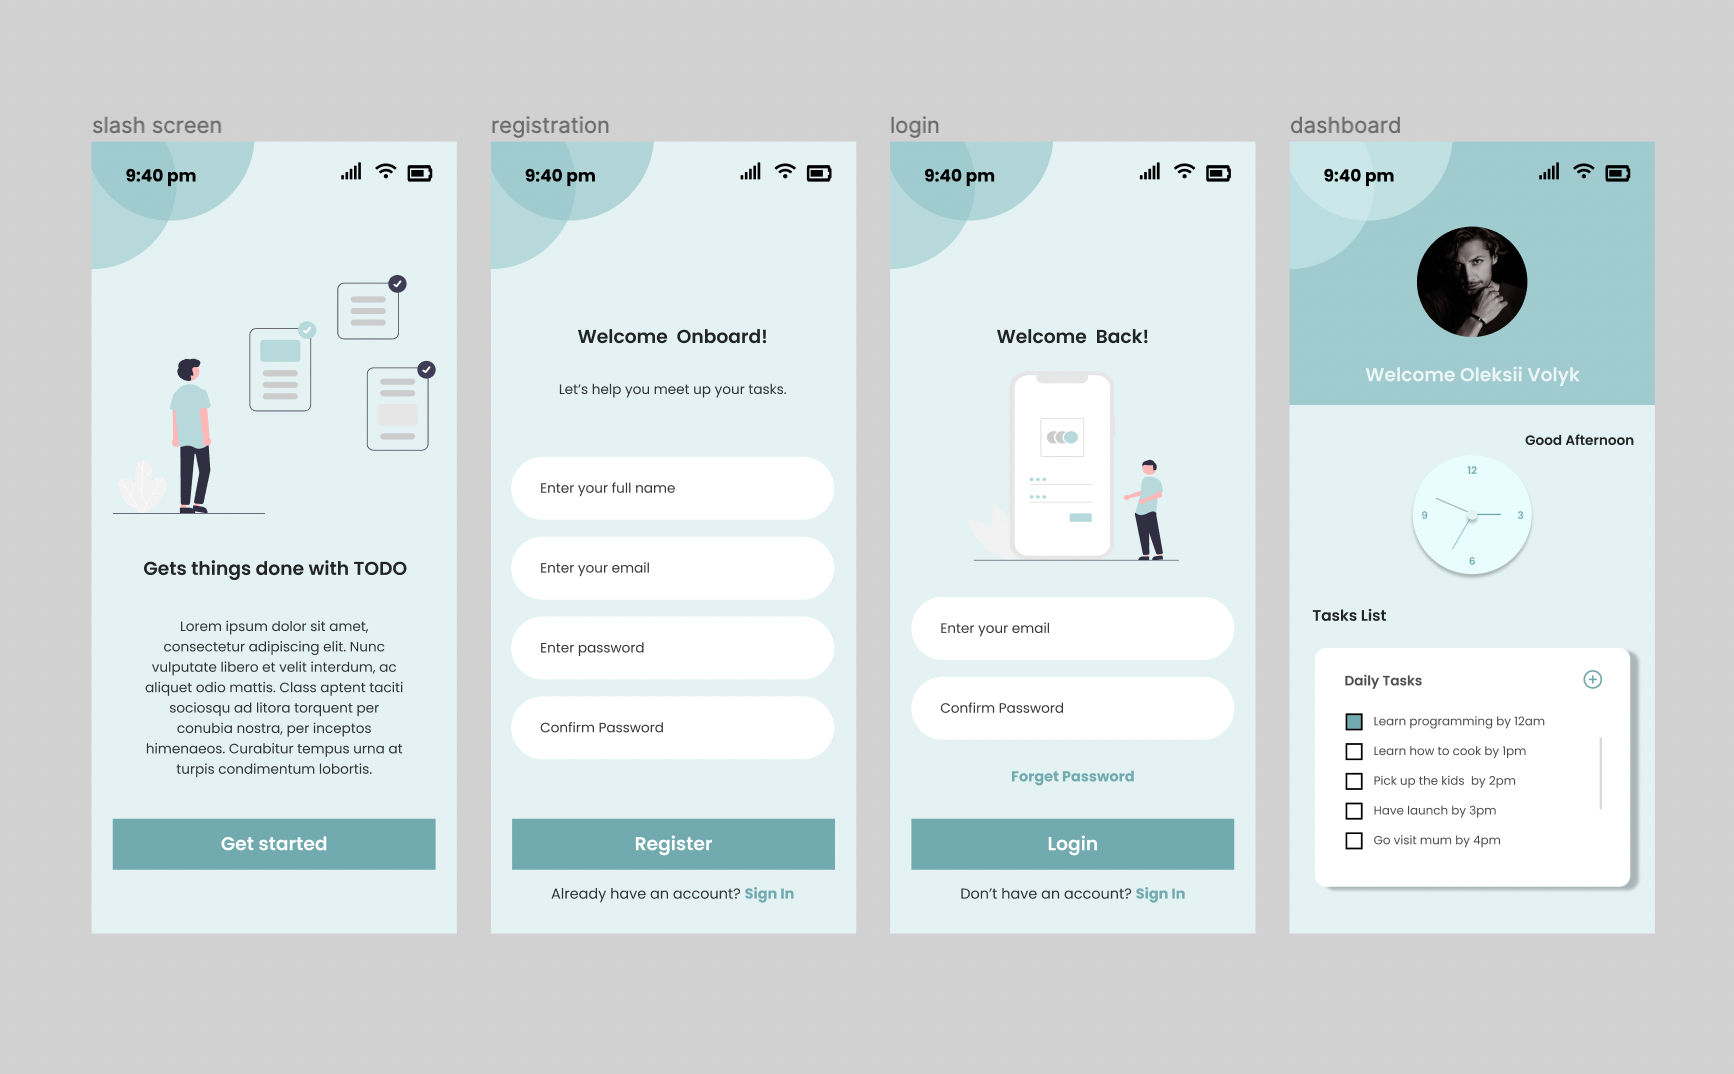 slash screen
9:40 pm
Gets things done with TODO
Lorem ipsum dolor sit amet,
consectetur adipiscing elit. Nunc
vulputate libero et velit interdum, ac
aliquet odio mattis. Class aptent taciti
sociosqu ad litora torquent per
conubia nostra, per inceptos
himenaeos. Curabitur tempus urna at
turpis condimentum lobortis.
Get started
registration
9:40 pm
Welcome Onboard!
Let's help you meet up your tasks.
Enter your full name
Enter your email
Enter password
Confirm Password
Register
Already have an account? Sign In
login
9:40 pm
Welcome Back!
Enter your email
Confirm Password
Forget Password
Login
Don't have an account? Sign In
dashboard
9:40 pm
Welcome Oleksii Volyk
Good Afternoon
12
9
3
6
Tasks List
Daily Tasks
Learn programming by 12am
Learn how to cook by 1pm
Pick up the kids by 2pm
Have launch by 3pm
Go visit mum by 4pm